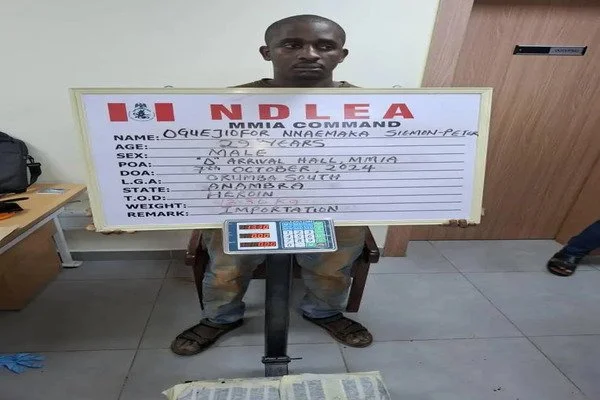 NDLEA
MMIA COMMAND
NAME: OGUEJIOFOR NNAEMAKA SIEMON-PETER
AGE: 29 YEARS
SEX: MALE
POA: 'D' ARRIVAL HALL, MMIA
DOA: 7TH OCTOBER, 2024
L.G.A: ORUMBA SOUTH
STATE: ANAMBRA
T.O.D: HEROIN
WEIGHT: KG
REMARK: IMPORTATION